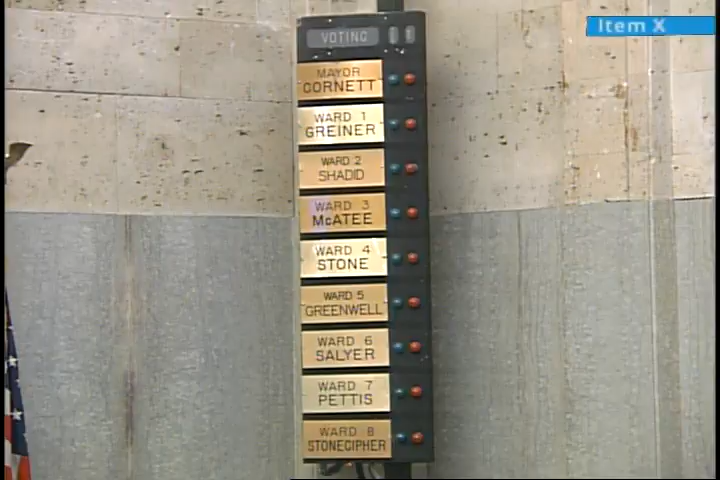 Item X
VOTING
MAYOR
CORNETT
WARD 1
GREINER
WARD 2
SHADID
WARD 3
McATEE
WARD 4
STONE
WARD 5
GREENWELL
WARD 6
SALYER
WARD 7
PETTIS
WARD 8
STONECIPHER